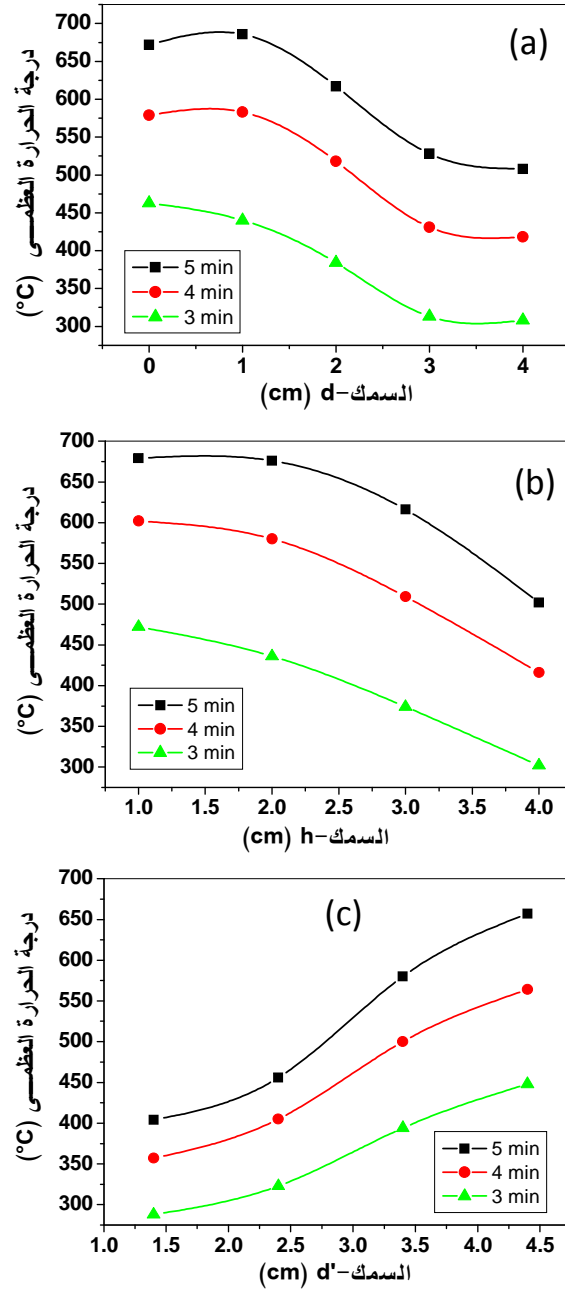 (a)
درجة الحرارة العظمـــى (°C)
700
650
600
550
500
450
400
350
300
5 min
4 min
3 min
0 1 2 3 4
السمك-d (cm)
(b)
درجة الحرارة العظمـــى (°C)
700
650
600
550
500
450
400
350
300
5 min
4 min
3 min
1.0 1.5 2.0 2.5 3.0 3.5 4.0
السمك-h (cm)
(c)
درجة الحرارة العظمـــى (°C)
700
650
600
550
500
450
400
350
300
5 min
4 min
3 min
1.0 1.5 2.0 2.5 3.0 3.5 4.0 4.5
السمك-d' (cm)